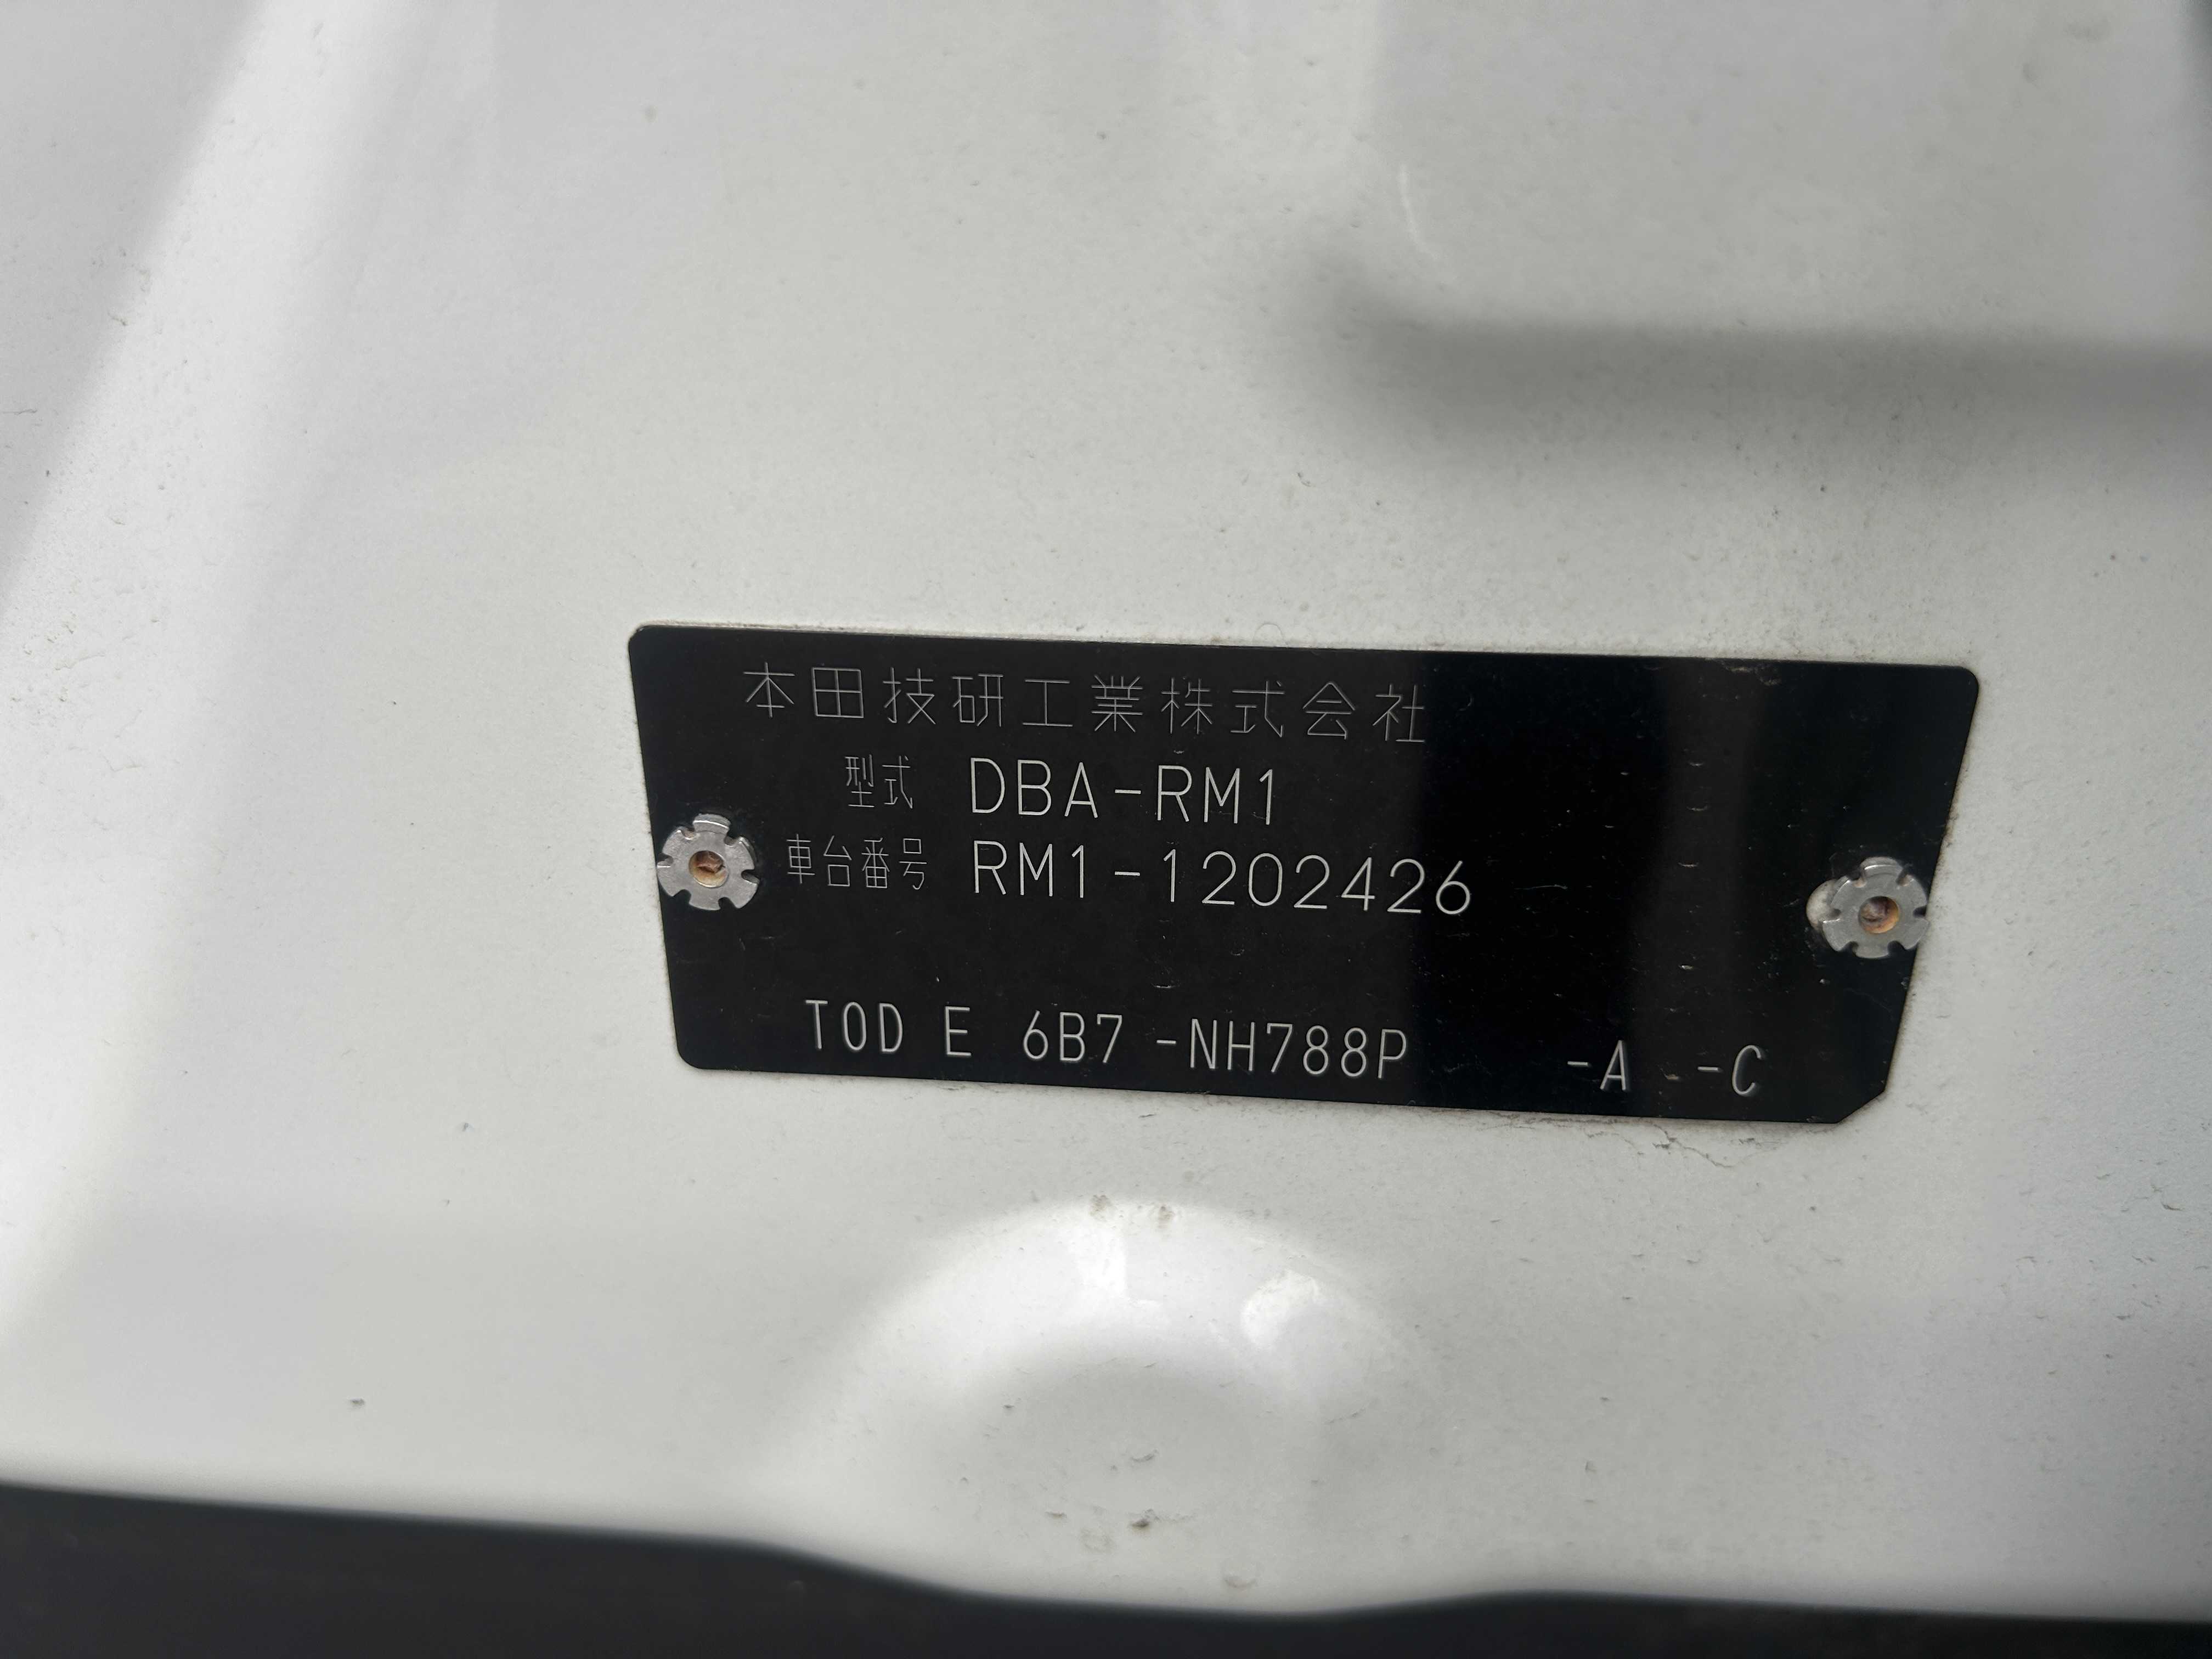 本田技研工業株式会社
型式 DBA-RM1
車台番号 RM1-1202426
TOD E 6B7 -NH788P -A -C